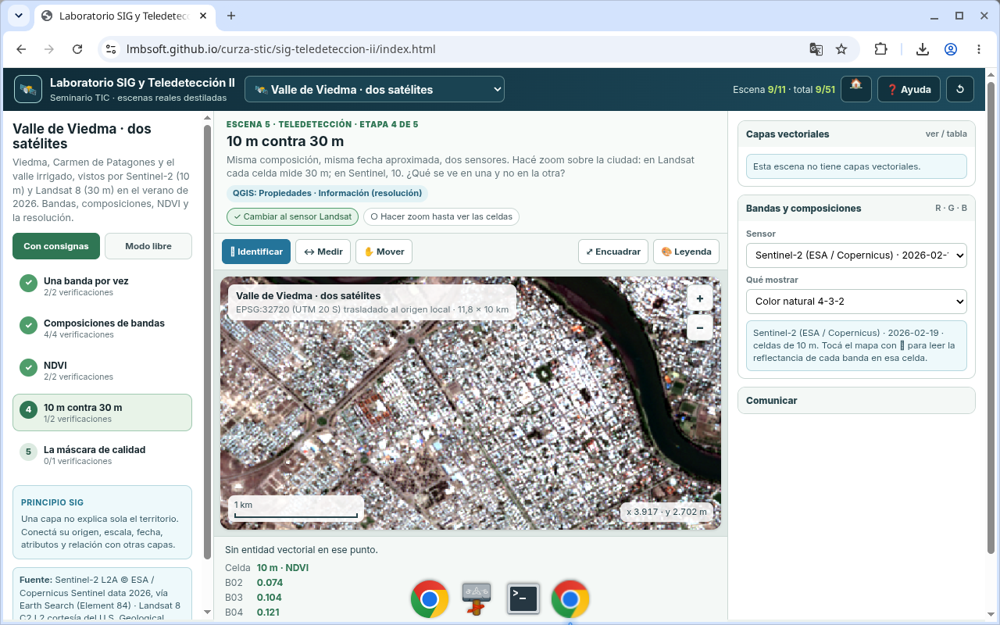 Laboratorio SIG y Teledetecc
lmbsoft.github.io/curza-stic/sig-teledeteccion-ii/index.html
Laboratorio SIG y Teledetección II
Seminario TIC · escenas reales destiladas
Valle de Viedma · dos satélites
Escena 9/11 · total 9/51
Ayuda
Valle de Viedma · dos satélites
Viedma, Carmen de Patagones y el valle irrigado, vistos por Sentinel-2 (10 m) y Landsat 8 (30 m) en el verano de 2026. Bandas, composiciones, NDVI y la resolución.
Con consignas
Modo libre
Una banda por vez
2/2 verificaciones
Composiciones de bandas
4/4 verificaciones
NDVI
2/2 verificaciones
4
10 m contra 30 m
1/2 verificaciones
5
La máscara de calidad
0/1 verificaciones
PRINCIPIO SIG
Una capa no explica sola el territorio. Conectá su origen, escala, fecha, atributos y relación con otras capas.
Fuente: Sentinel-2 L2A © ESA / Copernicus Sentinel data 2026, vía Earth Search (Element 84) · Landsat 8 C2 L2 cortesía del U.S. Geological
ESCENA 5 · TELEDETECCIÓN · ETAPA 4 DE 5
10 m contra 30 m
Misma composición, misma fecha aproximada, dos sensores. Hacé zoom sobre la ciudad: en Landsat
cada celda mide 30 m; en Sentinel, 10. ¿Qué se ve en una y no en la otra?
QGIS: Propiedades · Información (resolución)
✓ Cambiar al sensor Landsat
○ Hacer zoom hasta ver las celdas
Identificar
↔ Medir
Mover
⤢ Encuadrar
Leyenda
Valle de Viedma · dos satélites
EPSG:32720 (UTM 20 S) trasladado al origen local · 11,8 × 10 km
+
−
1 km
x 3.917 · y 2.702 m
Sin entidad vectorial en ese punto.
Celda 10 m · NDVI
B02 0.074
B03 0.104
B04 0.121
Capas vectoriales
ver / tabla
Esta escena no tiene capas vectoriales.
Bandas y composiciones
R · G · B
Sensor
Sentinel-2 (ESA / Copernicus) · 2026-02-
Qué mostrar
Color natural 4-3-2
Sentinel-2 (ESA / Copernicus) · 2026-02-19 ·
celdas de 10 m. Tocá el mapa con para leer la
reflectancia de cada banda en esa celda.
Comunicar